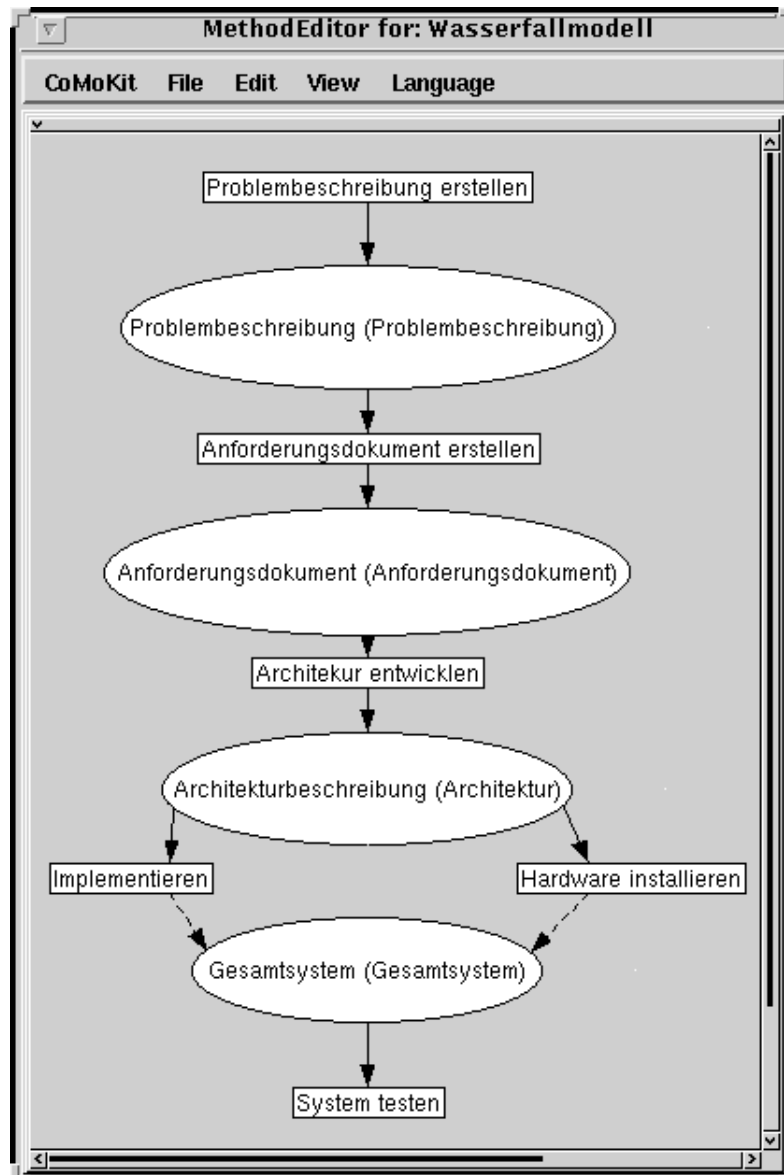 MethodEditor for: Wasserfallmodell
CoMoKit File Edit View Language
Problembeschreibung erstellen
Problembeschreibung (Problembeschreibung)
Anforderungsdokument erstellen
Anforderungsdokument (Anforderungsdokument)
Architekur entwicklen
Architekturbeschreibung (Architektur)
Implementieren
Hardware installieren
Gesamtsystem (Gesamtsystem)
System testen